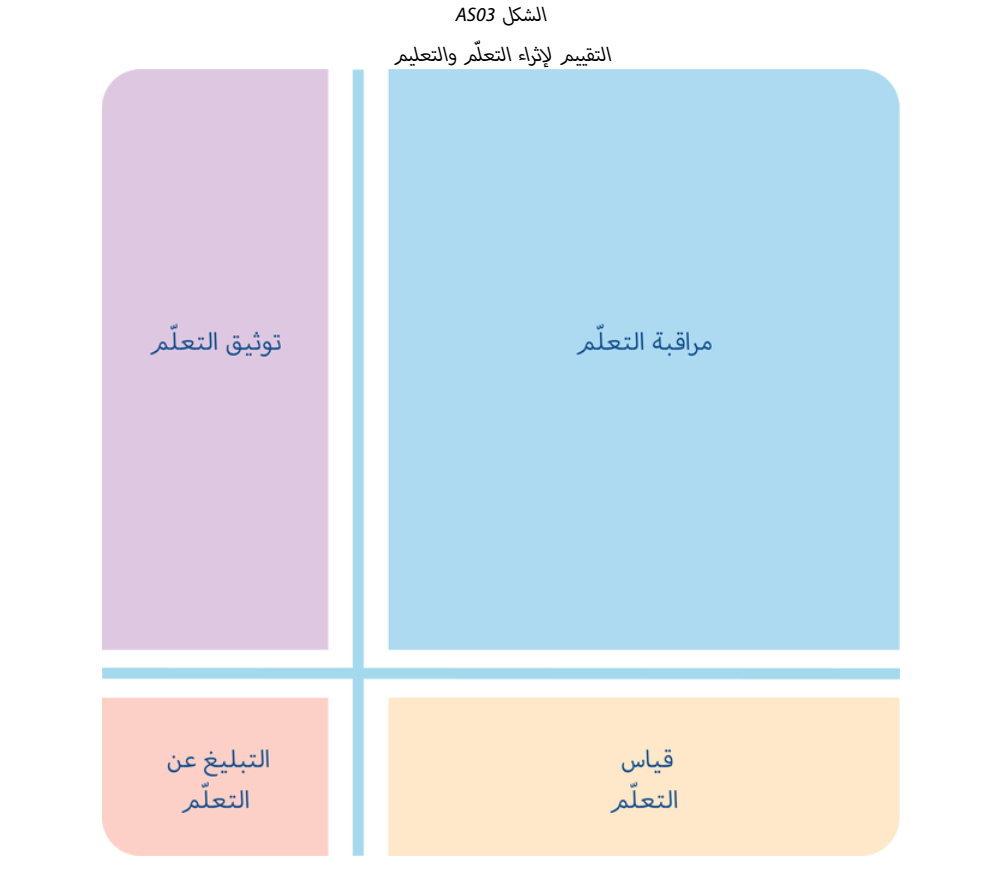 الشكل AS03
التقييم لإثراء التعلّم والتعليم
مراقبة التعلّم
توثيق التعلّم
قياس
التعلّم
التبليغ عن
التعلّم